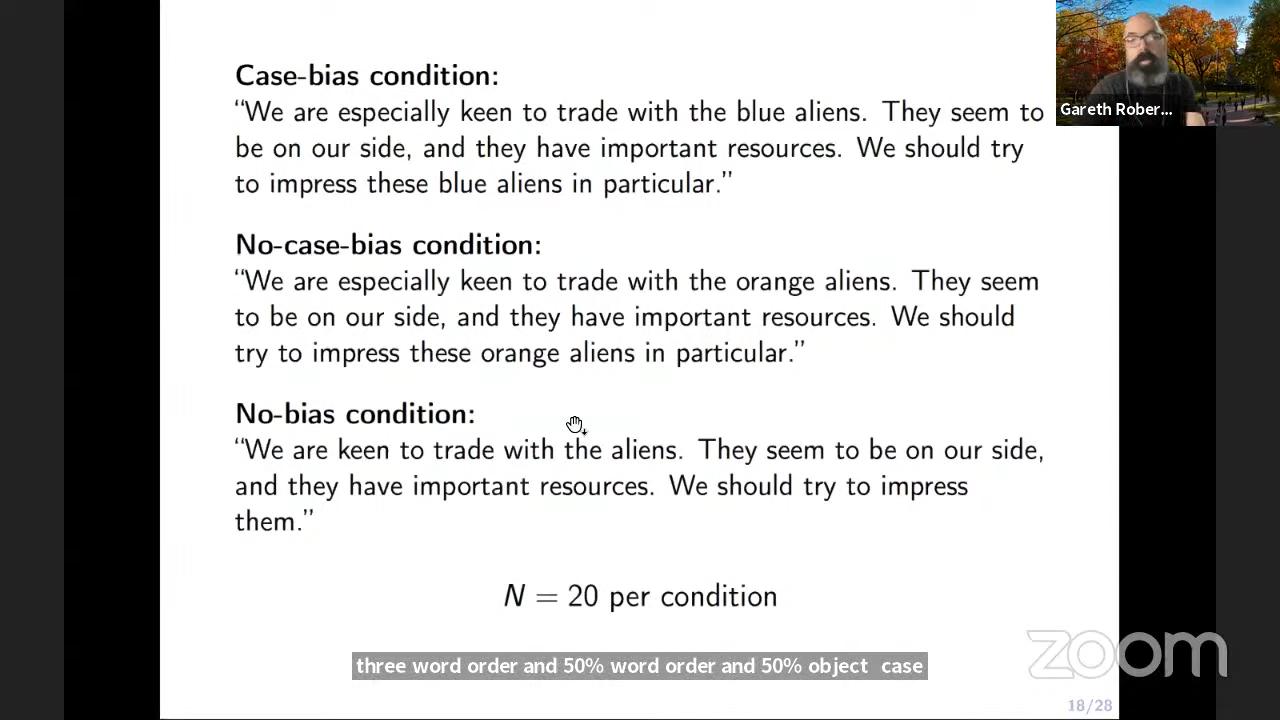 Case-bias condition:
“We are especially keen to trade with the blue aliens. They seem to
be on our side, and they have important resources. We should try
to impress these blue aliens in particular.”
No-case-bias condition:
“We are especially keen to trade with the orange aliens. They seem
to be on our side, and they have important resources. We should
try to impress these orange aliens in particular.”
No-bias condition:
“We are keen to trade with the aliens. They seem to be on our side,
and they have important resources. We should try to impress
them.”
N = 20 per condition
three word order and 50% word order and 50% object case
Gareth Rober...
zoom
18/28